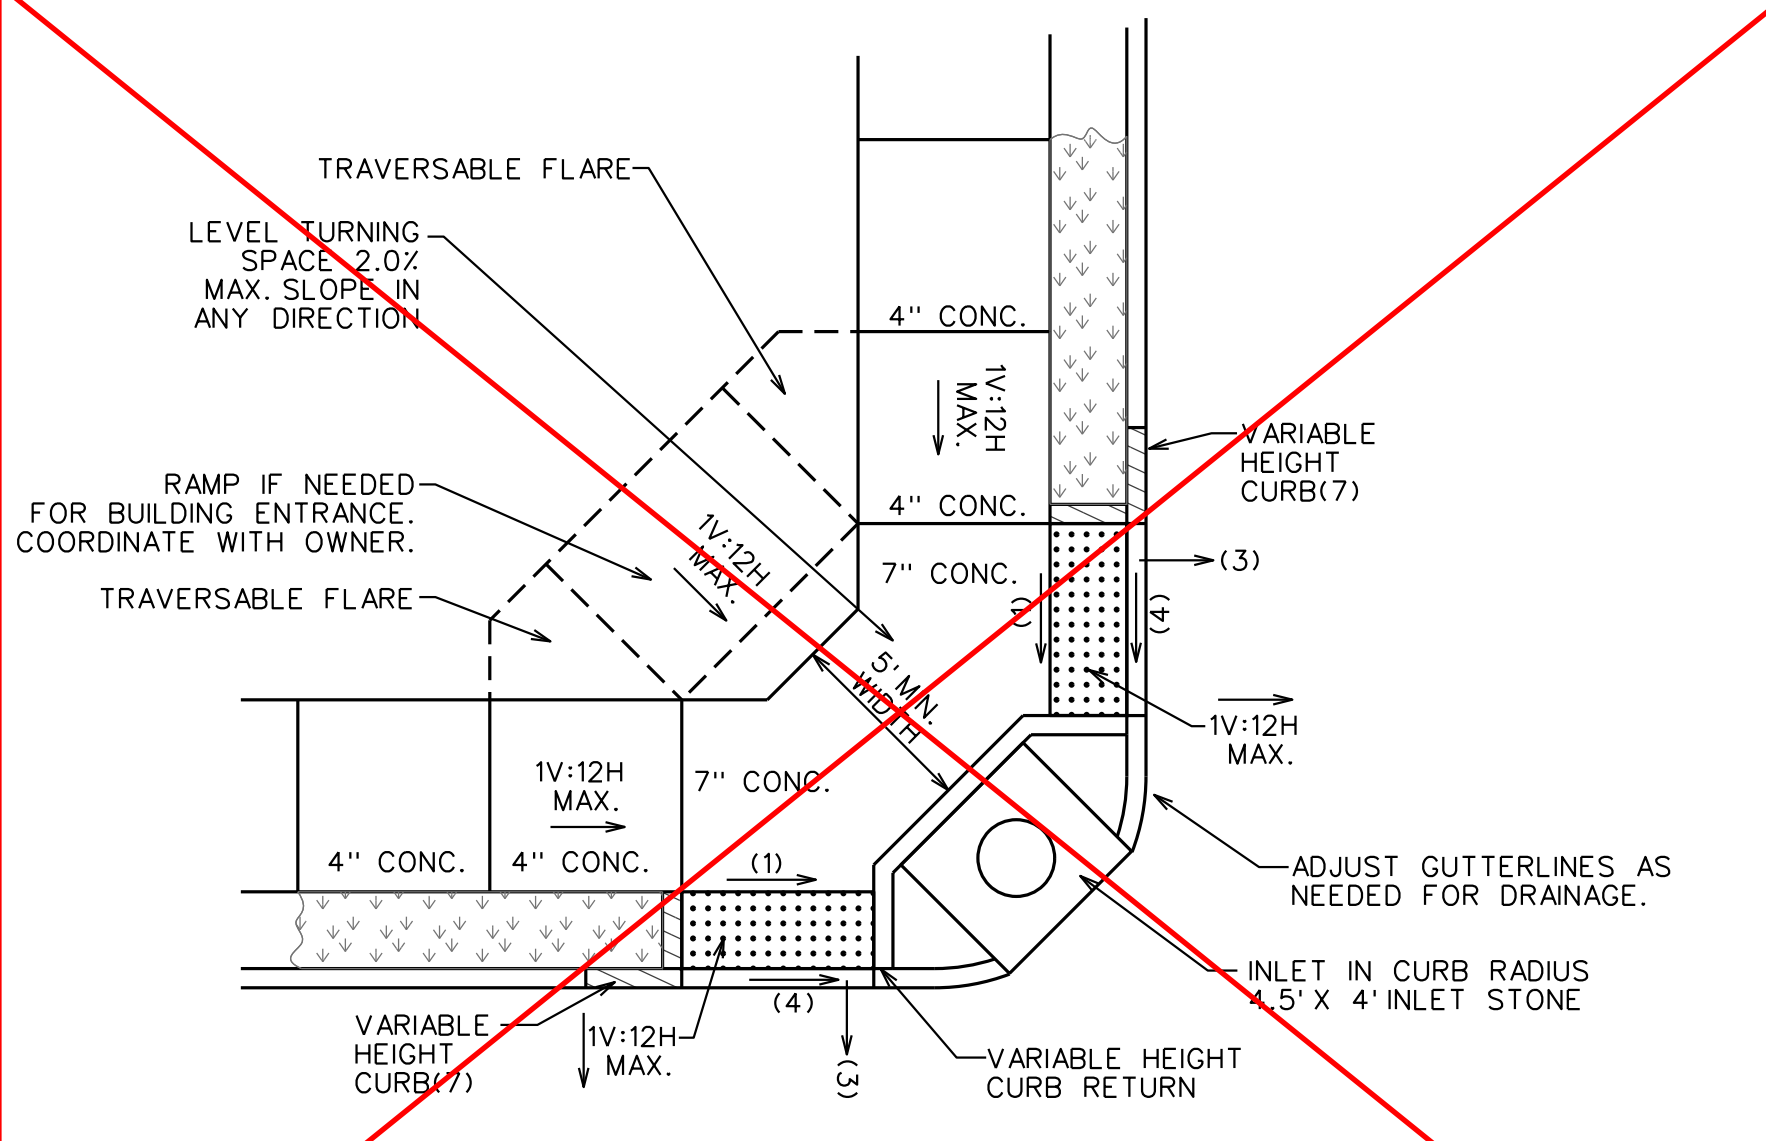 TRAVERSABLE FLARE
LEVEL TURNING
SPACE 2.0%
MAX. SLOPE IN
ANY DIRECTION
4" CONC.
1V:12H
MAX.
VARIABLE
HEIGHT
CURB(7)
RAMP IF NEEDED
FOR BUILDING ENTRANCE.
COORDINATE WITH OWNER.
4" CONC.
1V:12H
MAX.
7" CONC.
(3)
TRAVERSABLE FLARE
(4)
5' MIN.
WIDTH
1V:12H
MAX.
1V:12H
MAX.
7" CONC.
4" CONC.
4" CONC.
(1)
ADJUST GUTTERLINES AS
NEEDED FOR DRAINAGE.
INLET IN CURB RADIUS
4.5' X 4' INLET STONE
(4)
VARIABLE
HEIGHT
CURB(7)
1V:12H
MAX.
(3)
VARIABLE HEIGHT
CURB RETURN